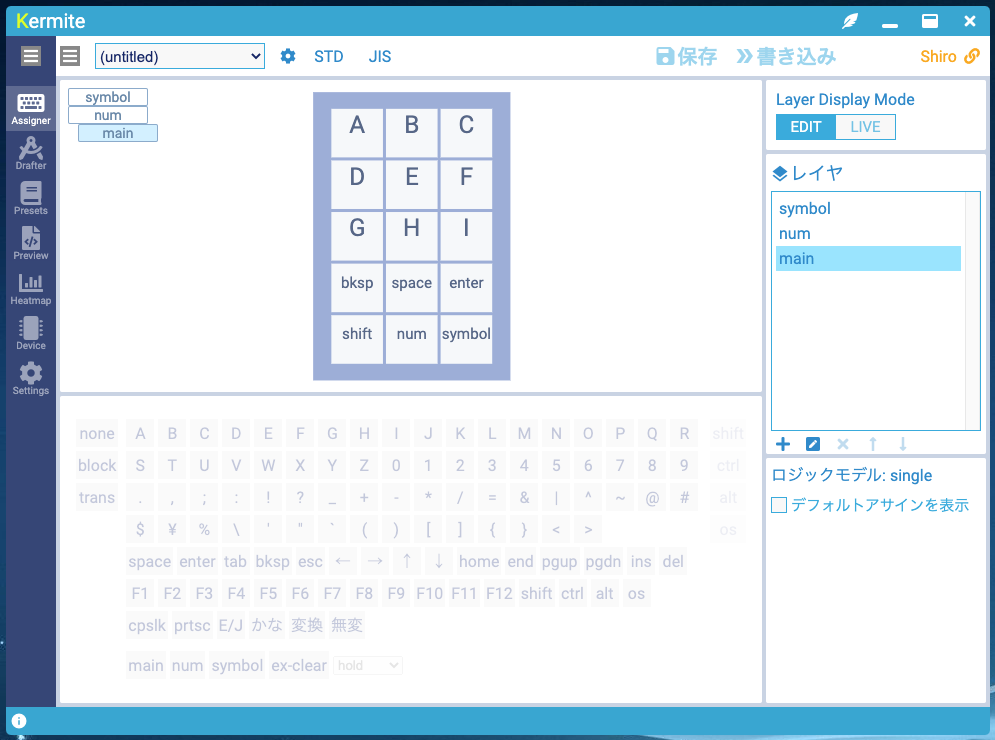 Kermite
(untitled) STD JIS 保存 書き込み Shiro
Assigner
Drafter
Presets
Preview
Heatmap
Device
Settings
symbol
num
main
A B C
D E F
G H I
bksp space enter
shift num symbol
Layer Display Mode
EDIT LIVE
レイヤ
symbol
num
main
ロジックモデル: single
デフォルトアサインを表示
none A B C D E F G H I J K L M N O P Q R shift
block S T U V W X Y Z 0 1 2 3 4 5 6 7 8 9 ctrl
trans . , ; : ! ? _ + - * / = & | ^ ~ @ # alt
$ ¥ % \ ' " ` ( ) [ ] { } < > os
space enter tab bksp esc ← → ↑ ↓ home end pgup pgdn ins del
F1 F2 F3 F4 F5 F6 F7 F8 F9 F10 F11 F12 shift ctrl alt os
cpslk prtsc E/J かな 変換 無変
main num symbol ex-clear hold